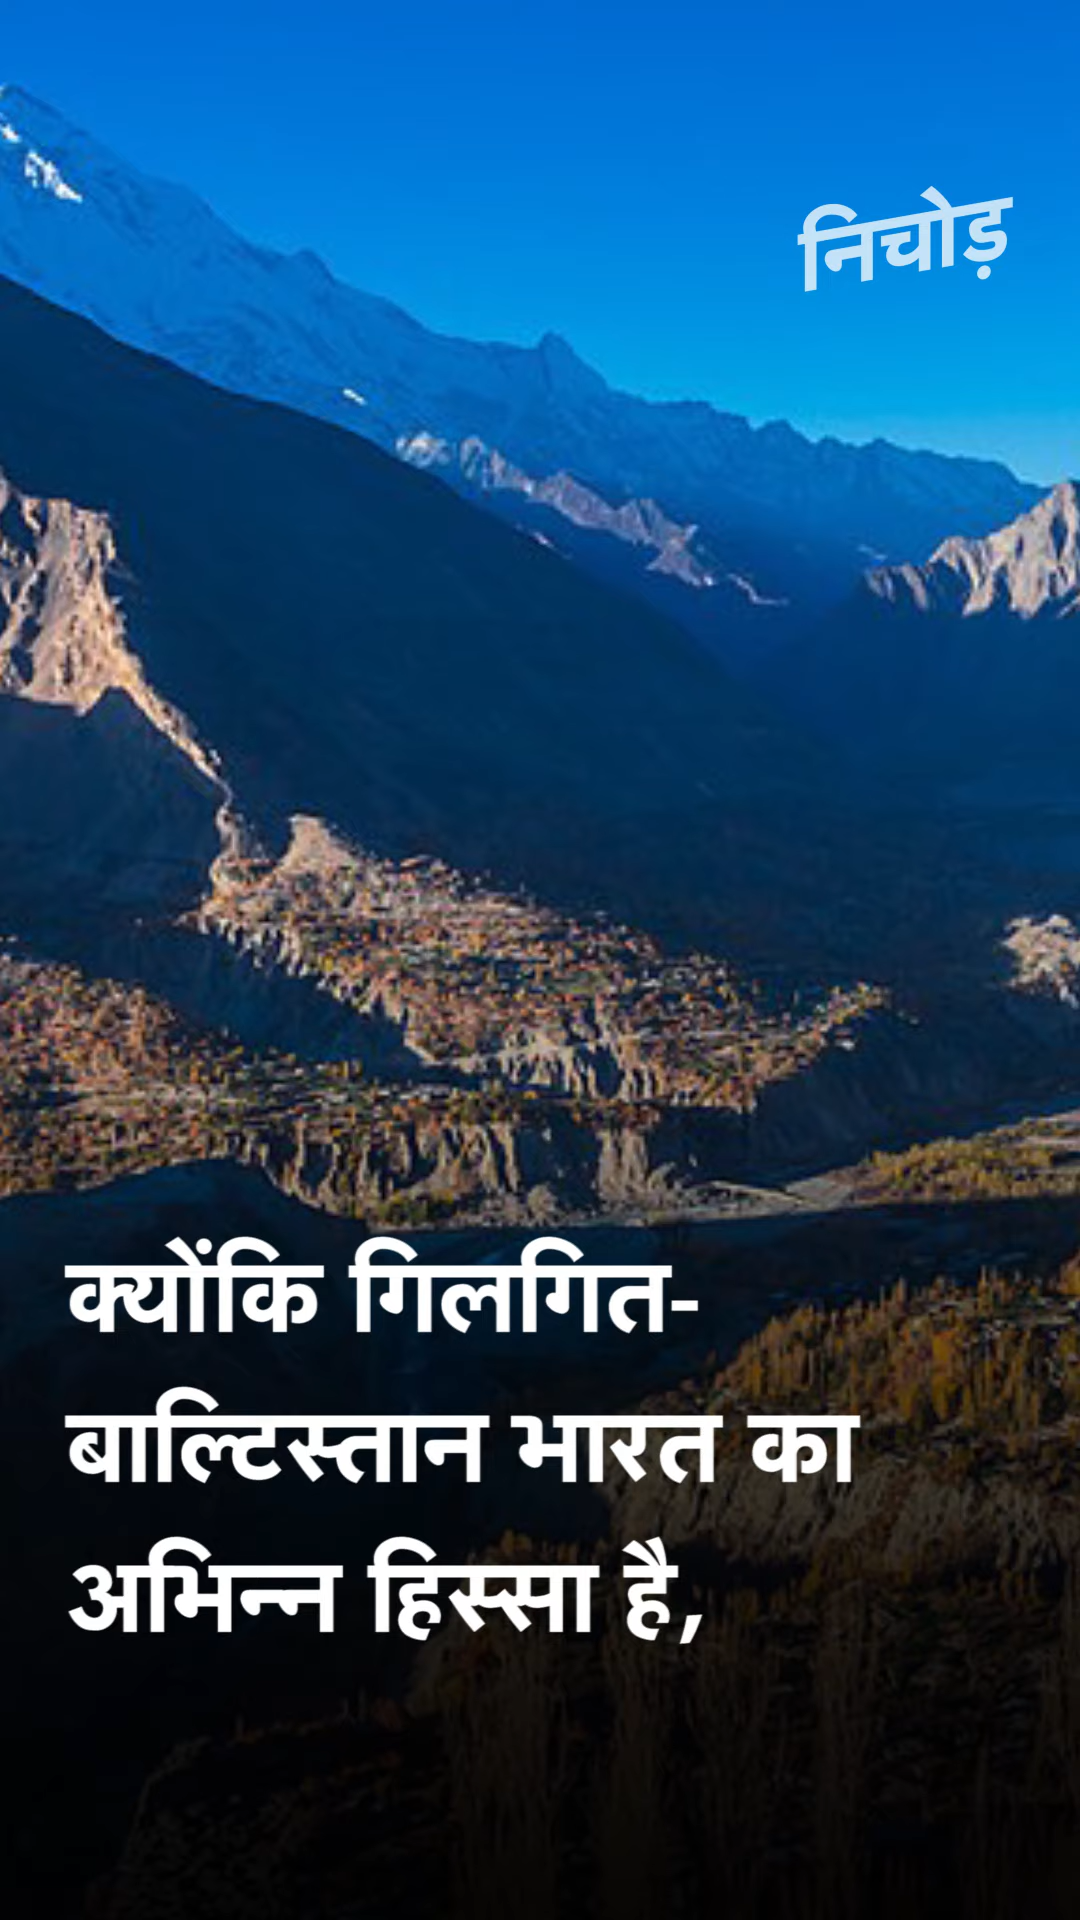 निचोड़
क्योंकि गिलगित-
बाल्टिस्तान भारत का
अभिन्न हिस्सा है,